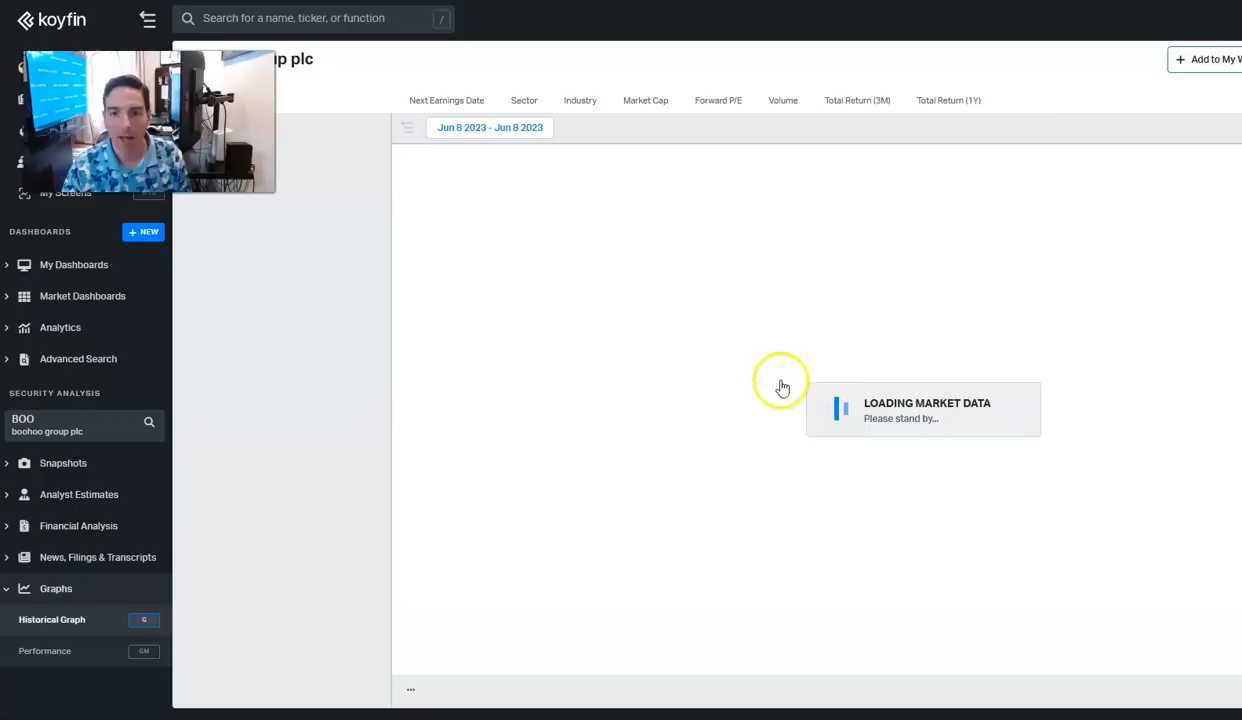 koyfin
Search for a name, ticker, or function
/
up plc
+ Add to My W
Next Earnings Date Sector Industry Market Cap Forward P/E Volume Total Return (3M) Total Return (1Y)
Jun 8 2023 - Jun 8 2023
My Screens
DASHBOARDS
+ NEW
My Dashboards
Market Dashboards
Analytics
Advanced Search
LOADING MARKET DATA
Please stand by...
SECURITY ANALYSIS
BOO
boohoo group plc
Snapshots
Analyst Estimates
Financial Analysis
News, Filings & Transcripts
Graphs
Historical Graph G
Performance GM
...